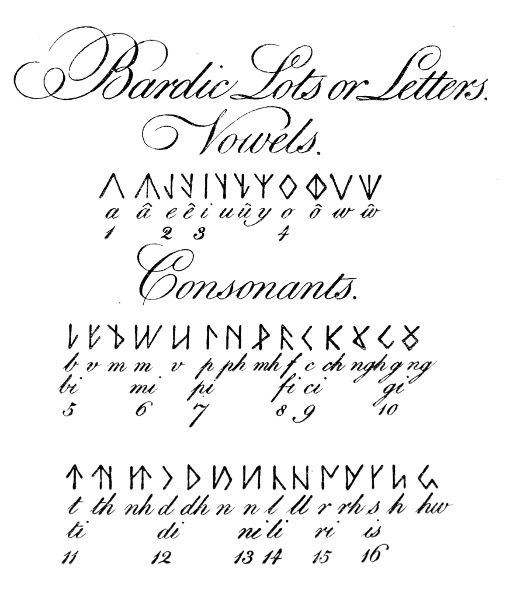 Bardic Lots or Letters.
Vowels.
a â e ê i u û y o ô w ŵ
1 2 3 4
Consonants.
b v m m v p ph mh f c ch ngh g ng
bi mi pi fi ci gi
5 6 7 8 9 10
t th nh d dh n n l ll r rh s h hw
ti di ni li ri is
11 12 13 14 15 16